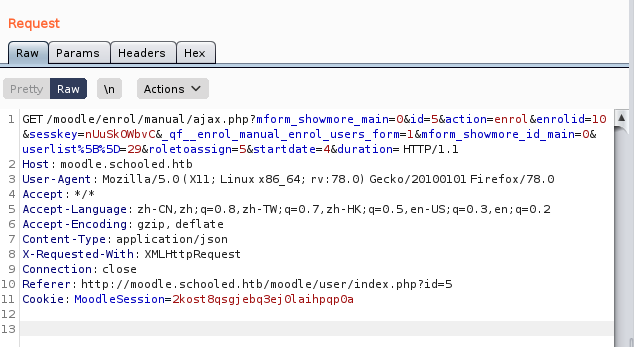 Request
Raw Params Headers Hex
Pretty Raw \n Actions
1 GET /moodle/enrol/manual/ajax.php?mform_showmore_main=0&id=5&action=enrol&enrolid=10
&sesskey=nUuSkOWbvC&_qf__enrol_manual_enrol_users_form=1&mform_showmore_id_main=0&
userlist%5B%5D=29&roletoassign=5&startdate=4&duration= HTTP/1.1
2 Host: moodle.schooled.htb
3 User-Agent: Mozilla/5.0 (X11; Linux x86_64; rv:78.0) Gecko/20100101 Firefox/78.0
4 Accept: */*
5 Accept-Language: zh-CN,zh;q=0.8,zh-TW;q=0.7,zh-HK;q=0.5,en-US;q=0.3,en;q=0.2
6 Accept-Encoding: gzip, deflate
7 Content-Type: application/json
8 X-Requested-With: XMLHttpRequest
9 Connection: close
10 Referer: http://moodle.schooled.htb/moodle/user/index.php?id=5
11 Cookie: MoodleSession=2kost8qsgjebq3ej0laihpqp0a
12
13